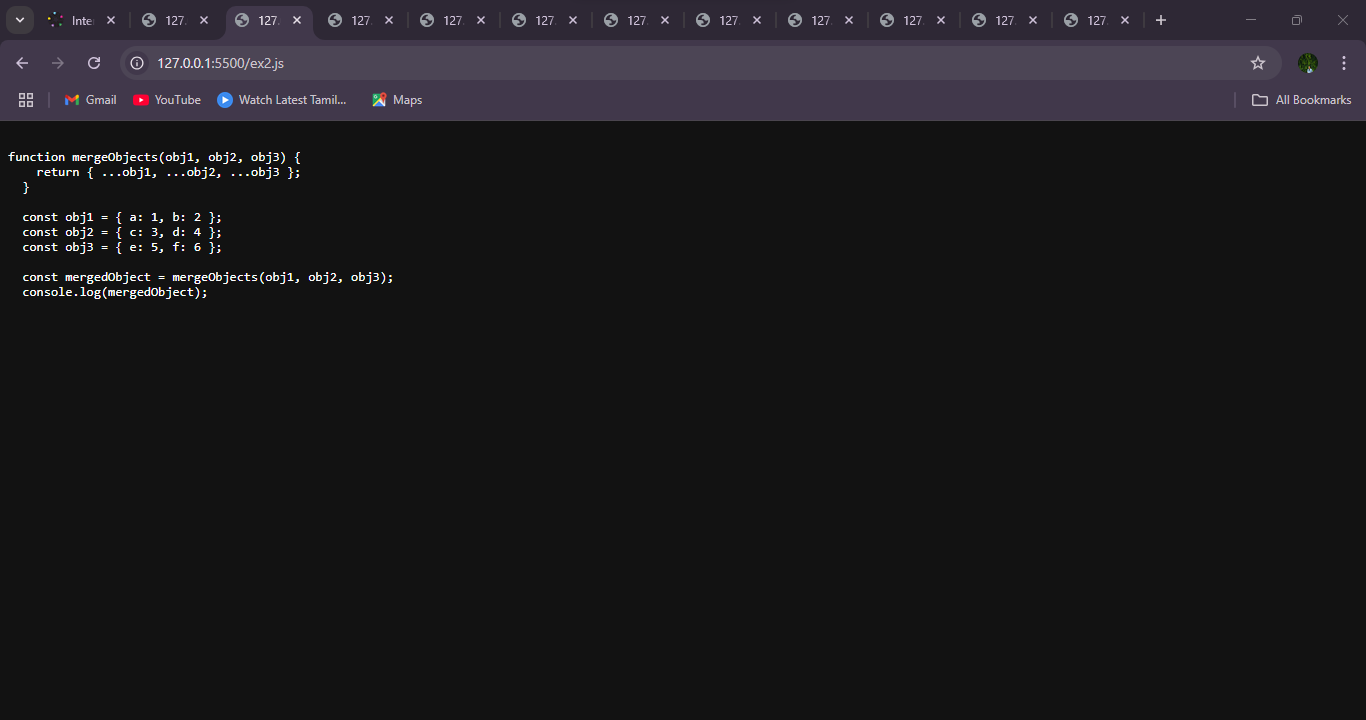 Inte
127.
127.
127.
127.
127.
127.
127.
127.
127.
127.
127.
127.0.0.1:5500/ex2.js
Gmail
YouTube
Watch Latest Tamil...
Maps
All Bookmarks
function mergeObjects(obj1, obj2, obj3) {
    return { ...obj1, ...obj2, ...obj3 };
  }
  const obj1 = { a: 1, b: 2 };
  const obj2 = { c: 3, d: 4 };
  const obj3 = { e: 5, f: 6 };
  const mergedObject = mergeObjects(obj1, obj2, obj3);
  console.log(mergedObject);